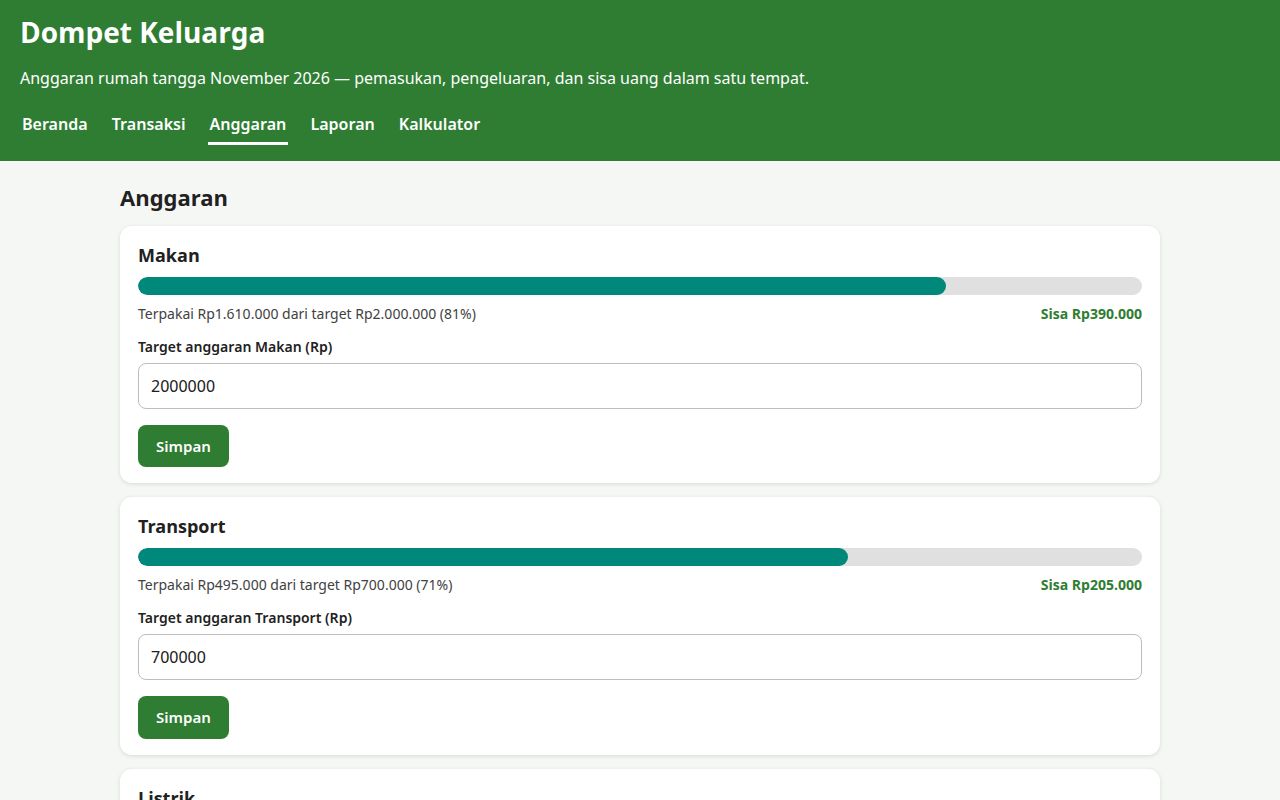 Dompet Keluarga
Anggaran rumah tangga November 2026 — pemasukan, pengeluaran, dan sisa uang dalam satu tempat.
Beranda Transaksi Anggaran Laporan Kalkulator
Anggaran
Makan
Terpakai Rp1.610.000 dari target Rp2.000.000 (81%) Sisa Rp390.000
Target anggaran Makan (Rp)
2000000
Simpan
Transport
Terpakai Rp495.000 dari target Rp700.000 (71%) Sisa Rp205.000
Target anggaran Transport (Rp)
700000
Simpan
Listrik